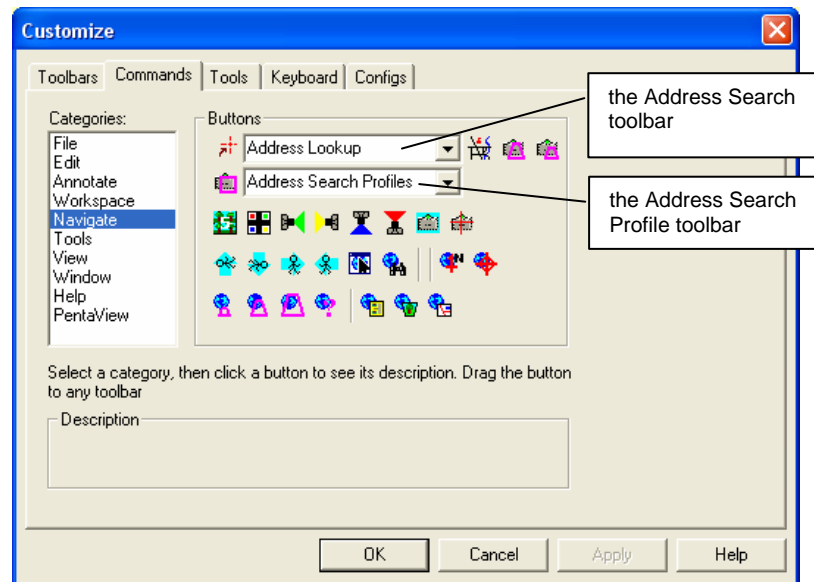 Customize
Toolbars Commands Tools Keyboard Configs
Categories:
File
Edit
Annotate
Workspace
Navigate
Tools
View
Window
Help
PentaView
Buttons
Address Lookup
Address Search Profiles
the Address Search
toolbar
the Address Search
Profile toolbar
Select a category, then click a button to see its description. Drag the button
to any toolbar
Description
OK Cancel Apply Help